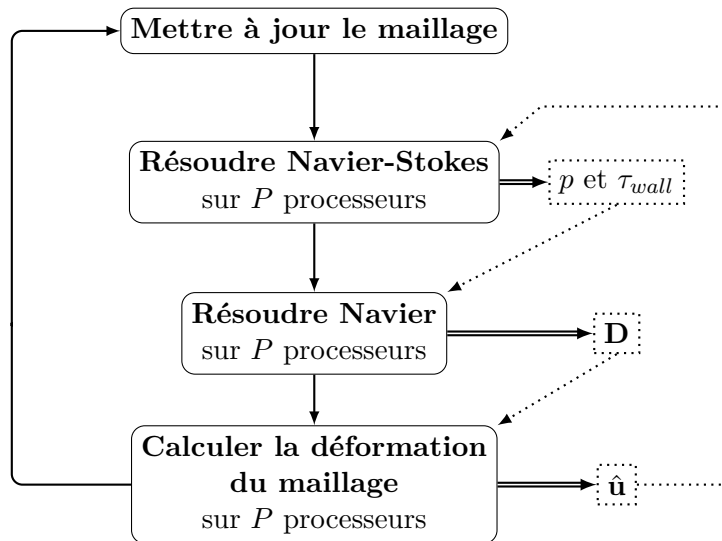 Mettre à jour le maillage
Résoudre Navier-Stokes
sur P processeurs
p et τ_wall
Résoudre Navier
sur P processeurs
D
Calculer la déformation
du maillage
sur P processeurs
û